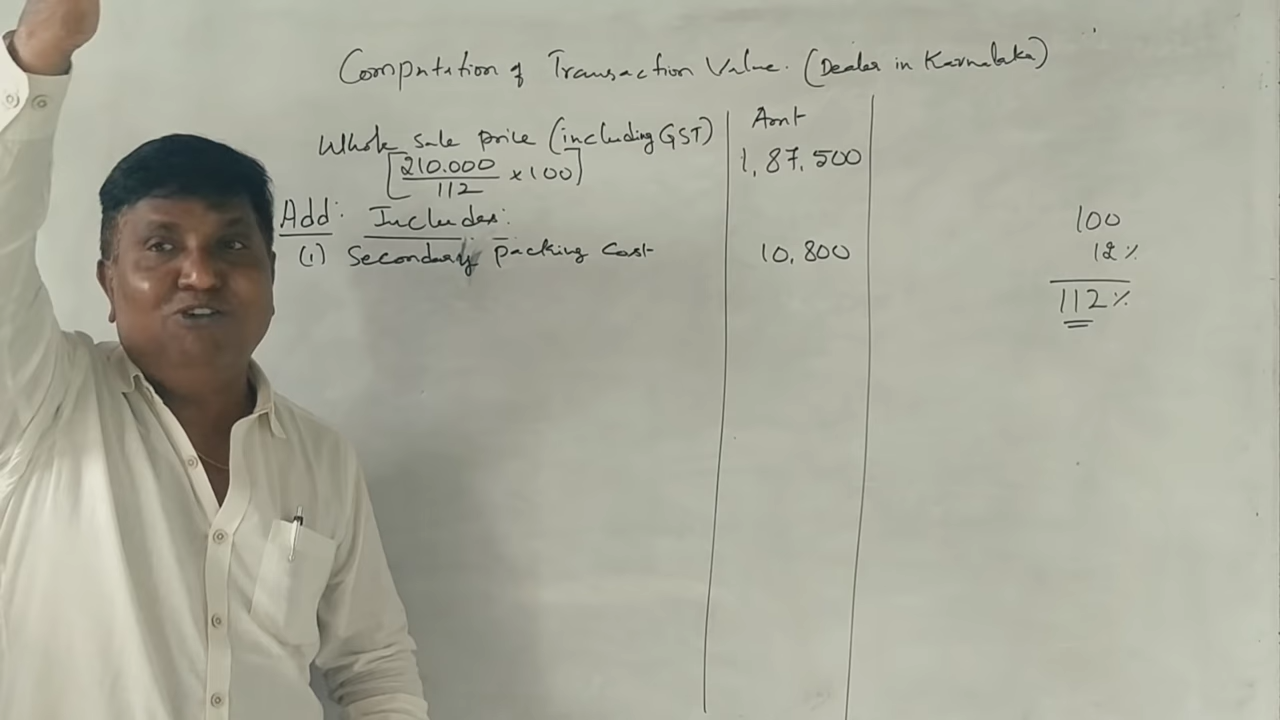 Computation of Transaction Value. (Dealer in Karnataka)
Amt
Whole sale price (including GST)
[210.000/112 × 100] 1,87,500
Add: Includes:
(1) Secondary packing Cost 10,800
100
12%
112%